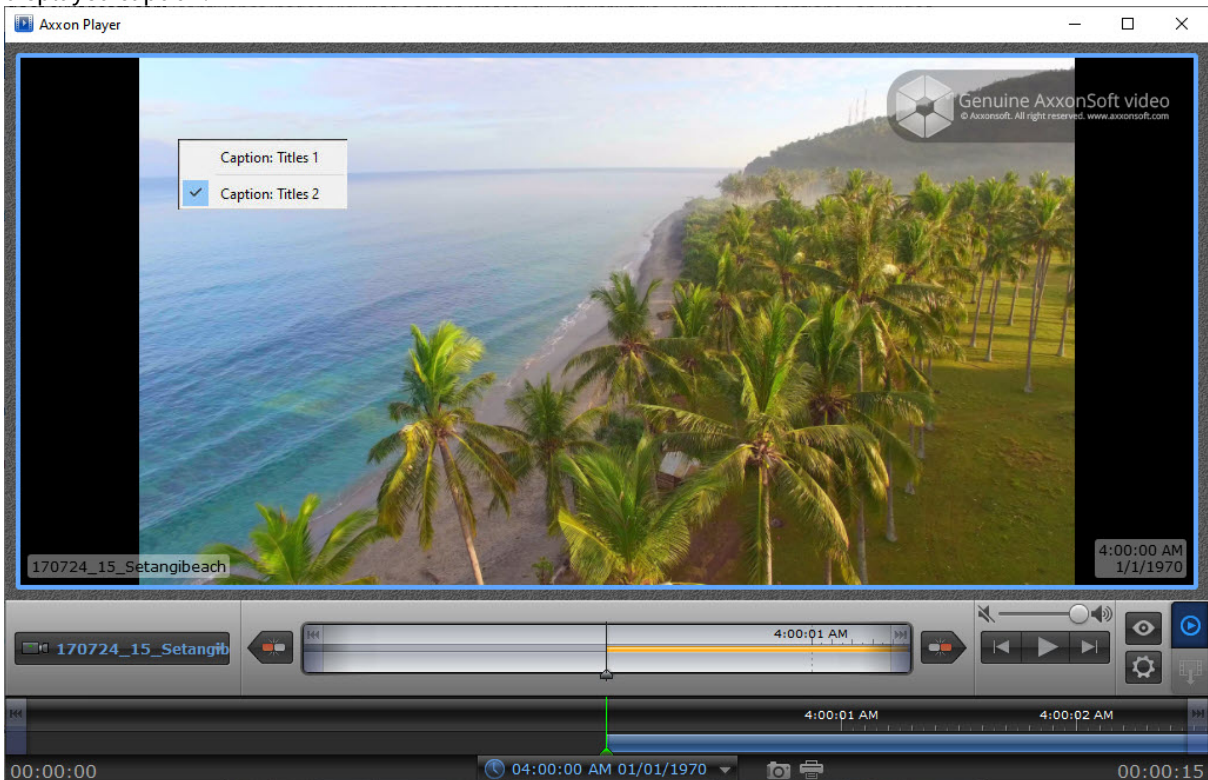 Axxon Player
Genuine AxxonSoft video
© Axxonsoft. All right reserved. www.axxonsoft.com
Caption: Titles 1
Caption: Titles 2
170724_15_Setangibeach
4:00:00 AM
1/1/1970
4:00:01 AM
170724_15_Setangib
4:00:01 AM
4:00:02 AM
00:00:00
04:00:00 AM 01/01/1970
00:00:15